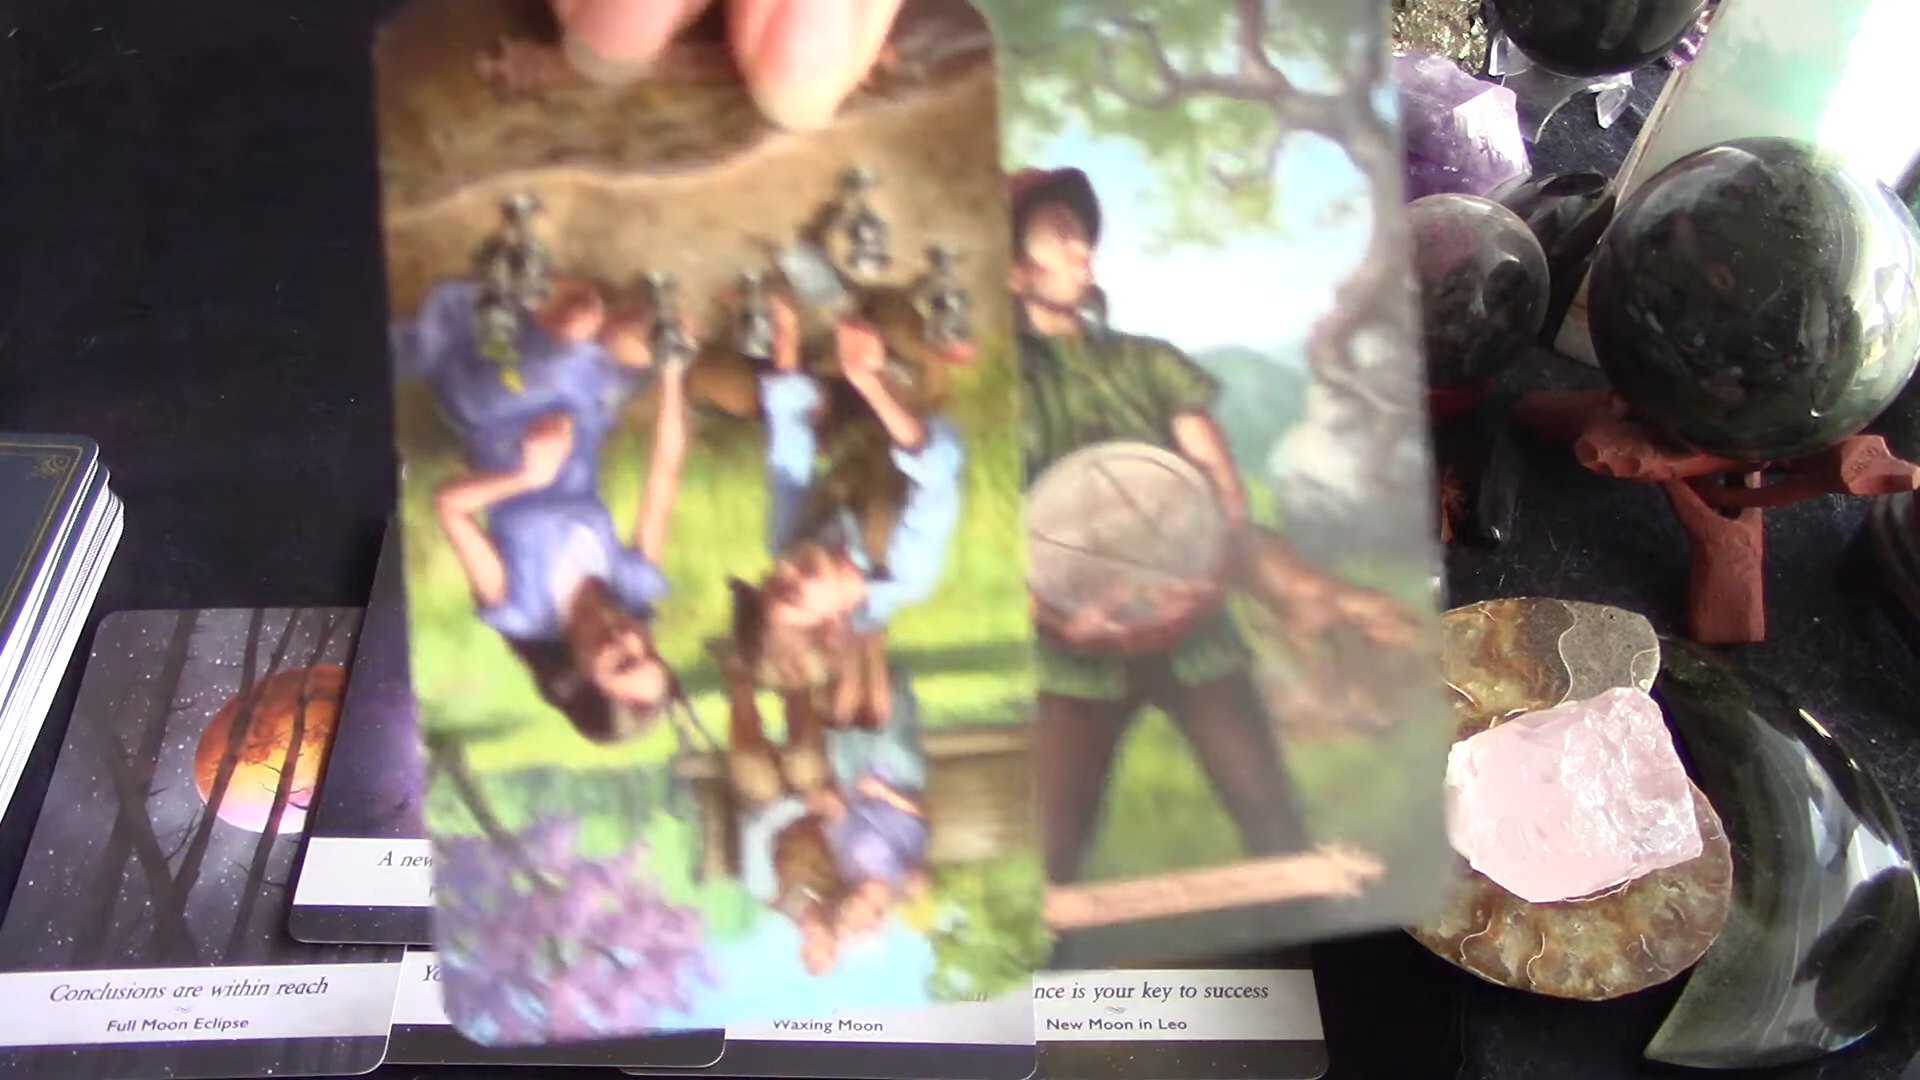 A new
Conclusions are within reach
Full Moon Eclipse
Yo
Waxing Moon
nce is your key to success
New Moon in Leo